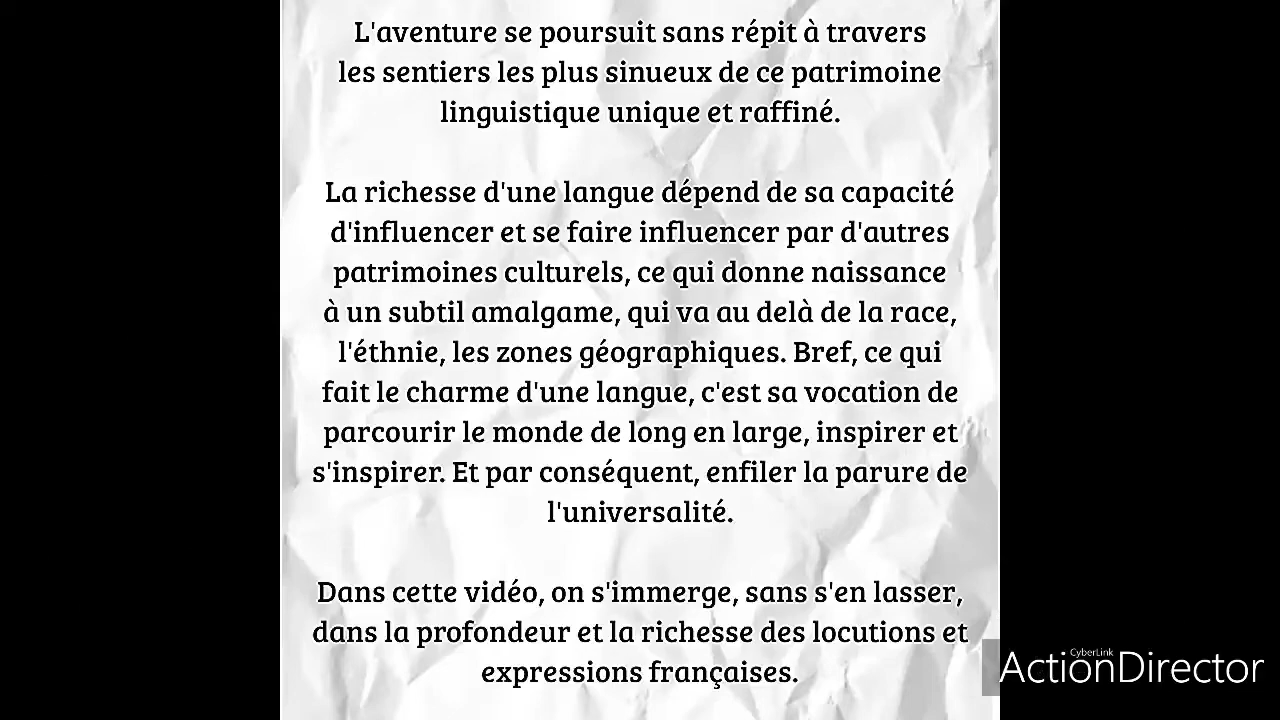 L'aventure se poursuit sans répit à travers
les sentiers les plus sinueux de ce patrimoine
linguistique unique et raffiné.
La richesse d'une langue dépend de sa capacité
d'influencer et se faire influencer par d'autres
patrimoines culturels, ce qui donne naissance
à un subtil amalgame, qui va au delà de la race,
l'éthnie, les zones géographiques. Bref, ce qui
fait le charme d'une langue, c'est sa vocation de
parcourir le monde de long en large, inspirer et
s'inspirer. Et par conséquent, enfiler la parure de
l'universalité.
Dans cette vidéo, on s'immerge, sans s'en lasser,
dans la profondeur et la richesse des locutions et
expressions françaises.
CyberLink
ActionDirector